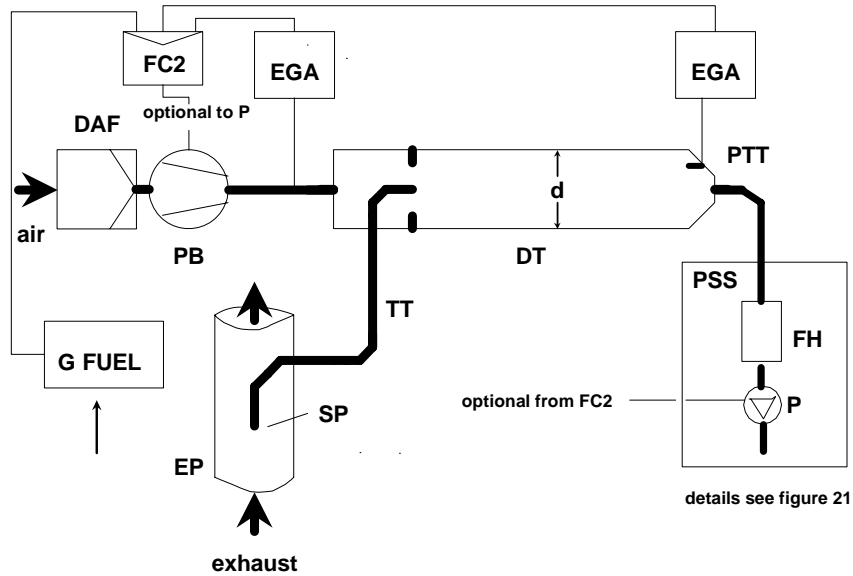 FC2
EGA
EGA
optional to P
DAF
PTT
d
air
PB
DT
PSS
TT
FH
G FUEL
optional from FC2
P
SP
EP
details see figure 21
exhaust